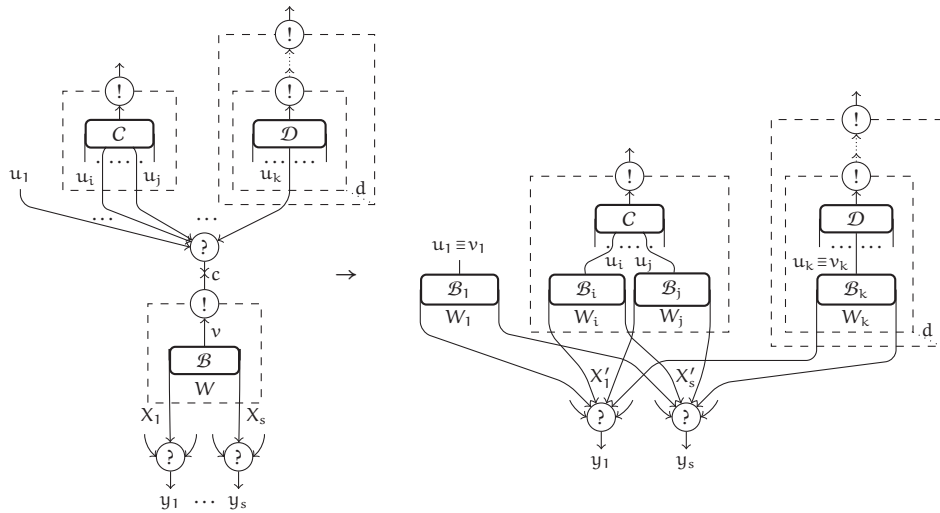 !
! !
C D
... ... ... ...
u₁ uᵢ uⱼ uₖ d
... ...
?
c
!
v
B
W
X₁ Xₛ
? ?
y₁ ... yₛ
→
!
! !
C D
... ... ... ...
u₁ ≡ v₁ uᵢ uⱼ uₖ ≡ vₖ
B₁ Bᵢ Bⱼ Bₖ
W₁ Wᵢ Wⱼ Wₖ d
X′₁ X′ₛ
? ?
y₁ yₛ